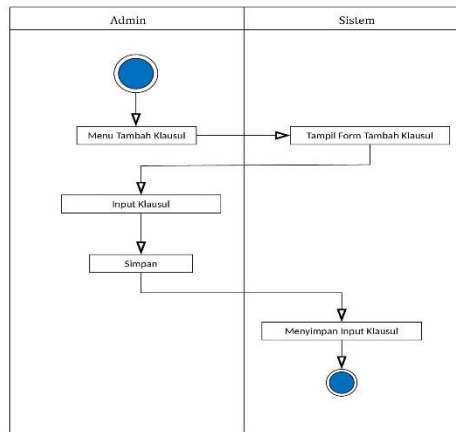 Admin
Sistem
Menu Tambah Klausul
Tampil Form Tambah Klausul
Input Klausul
Simpan
Menyimpan Input Klausul